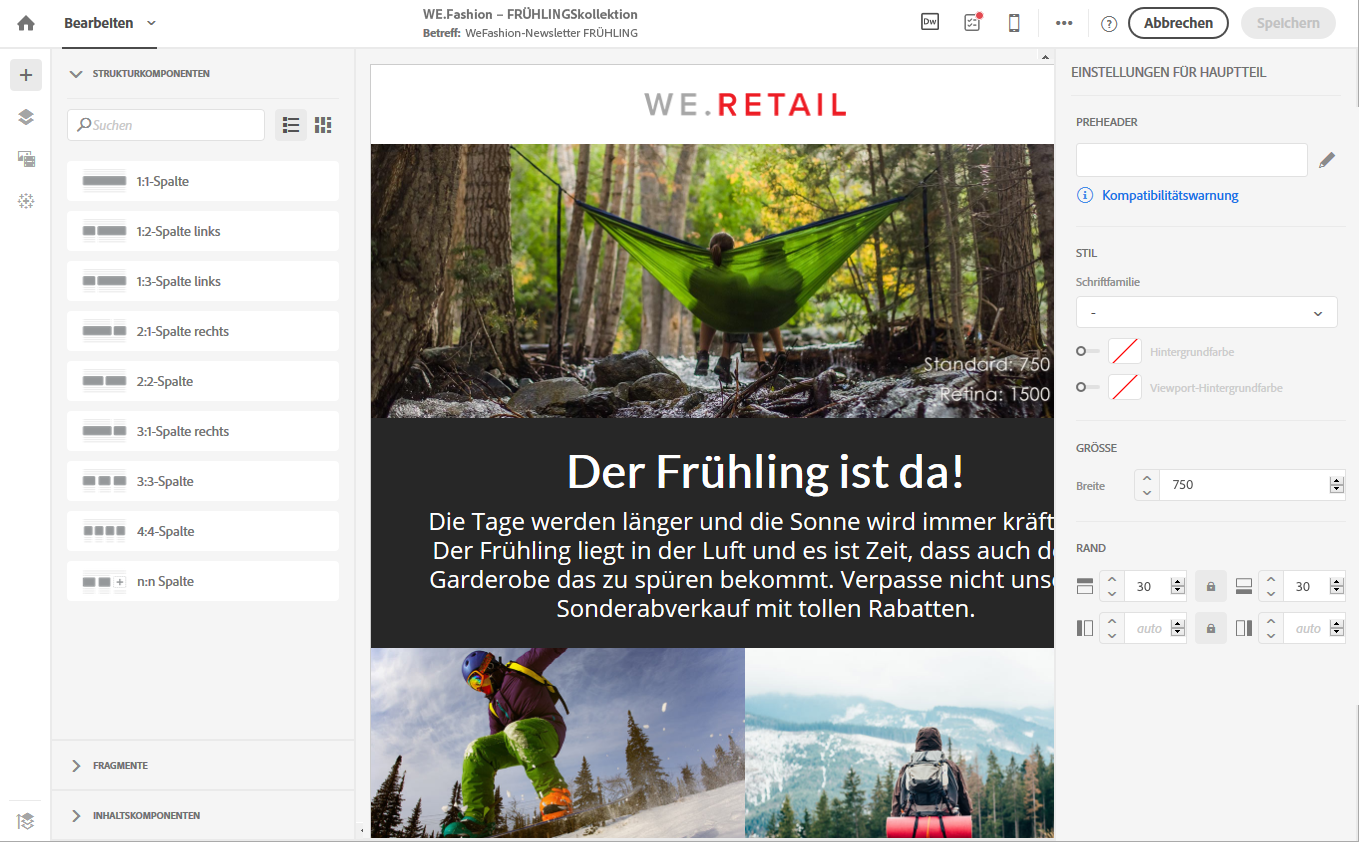 Bearbeiten
WE.Fashion – FRÜHLINGSkollektion
Betreff: WeFashion-Newsletter FRÜHLING
Dw
Abbrechen
Speichern
STRUKTURKOMPONENTEN
Suchen
1:1-Spalte
1:2-Spalte links
1:3-Spalte links
2:1-Spalte rechts
2:2-Spalte
3:1-Spalte rechts
3:3-Spalte
4:4-Spalte
n:n Spalte
FRAGMENTE
INHALTSKOMPONENTEN
WE.RETAIL
Standard: 750
Retina: 1500
Der Frühling ist da!
Die Tage werden länger und die Sonne wird immer kräft
Der Frühling liegt in der Luft und es ist Zeit, dass auch d
Garderobe das zu spüren bekommt. Verpasse nicht uns
Sonderabverkauf mit tollen Rabatten.
EINSTELLUNGEN FÜR HAUPTTEIL
PREHEADER
Kompatibilitätswarnung
STIL
Schriftfamilie
-
Hintergrundfarbe
Viewport-Hintergrundfarbe
GRÖSSE
Breite 750
RAND
30 30
auto auto